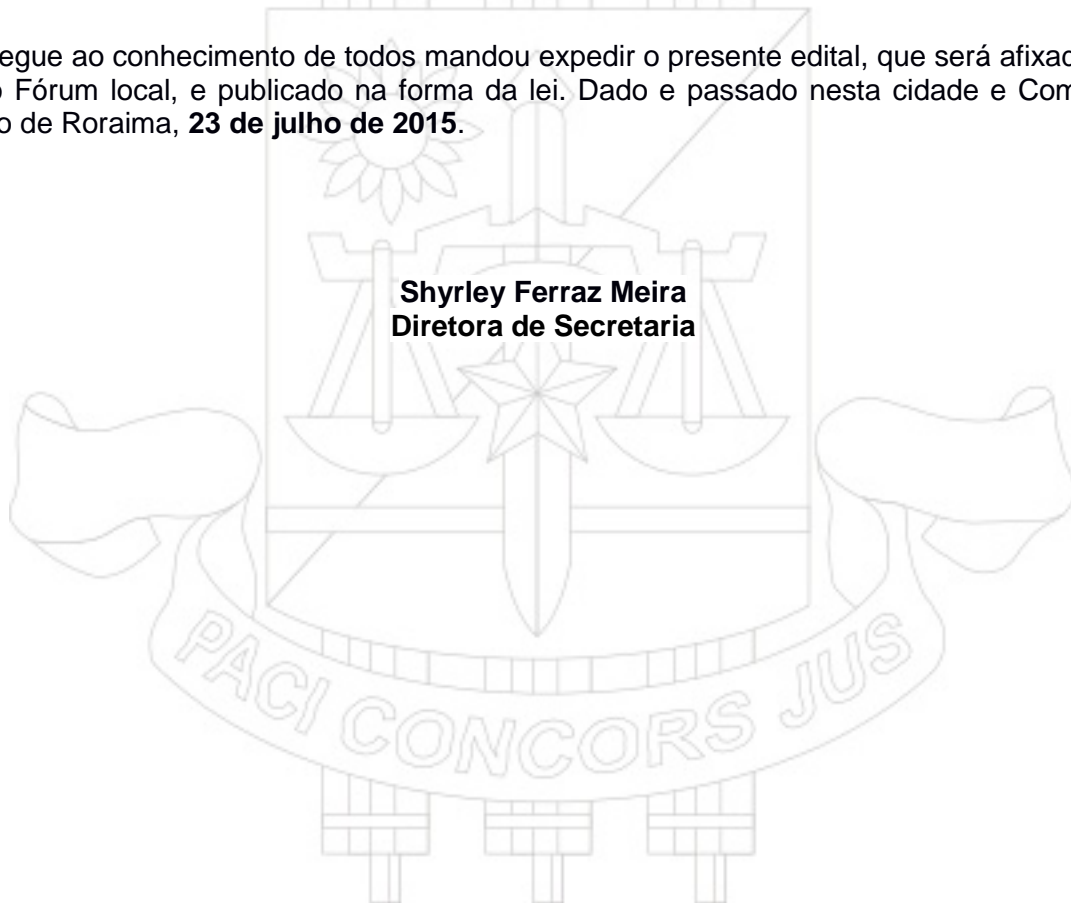 egue ao conhecimento de todos mandou expedir o presente edital, que será afixad
Fórum local, e publicado na forma da lei. Dado e passado nesta cidade e Com
o de Roraima, 23 de julho de 2015.
Shyrley Ferraz Meira
Diretora de Secretaria
PACI CONCORS JUS